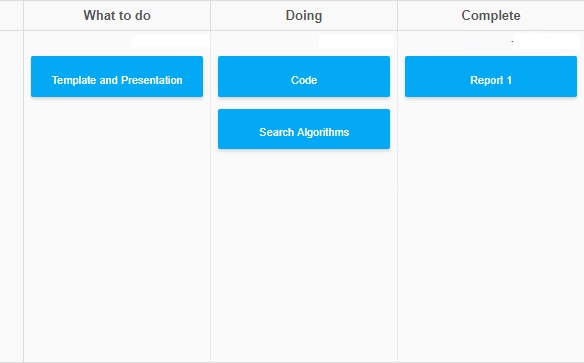 What to do
Doing
Complete
Template and Presentation
Code
Report 1
Search Algorithms